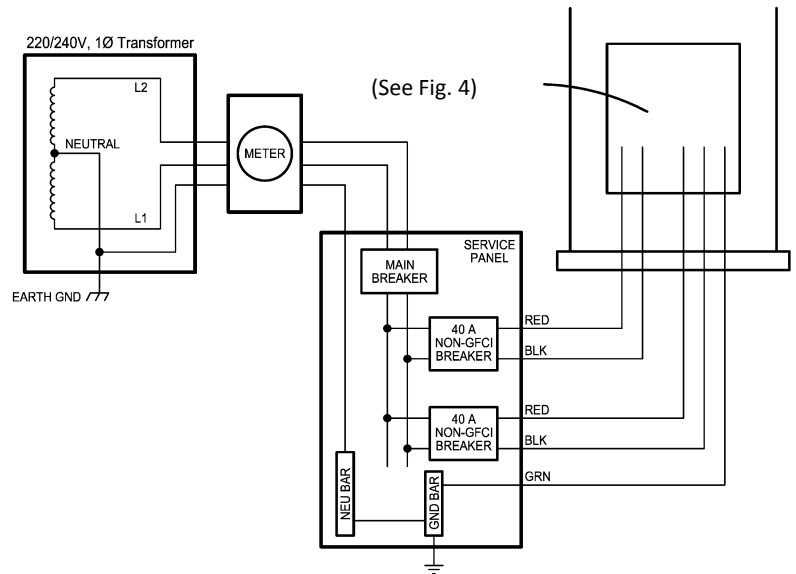 220/240V, 1Ø Transformer
L2
NEUTRAL
L1
EARTH GND
METER
(See Fig. 4)
SERVICE
PANEL
MAIN
BREAKER
40 A
NON-GFCI
BREAKER
RED
BLK
40 A
NON-GFCI
BREAKER
RED
BLK
GRN
NEU BAR
GND BAR